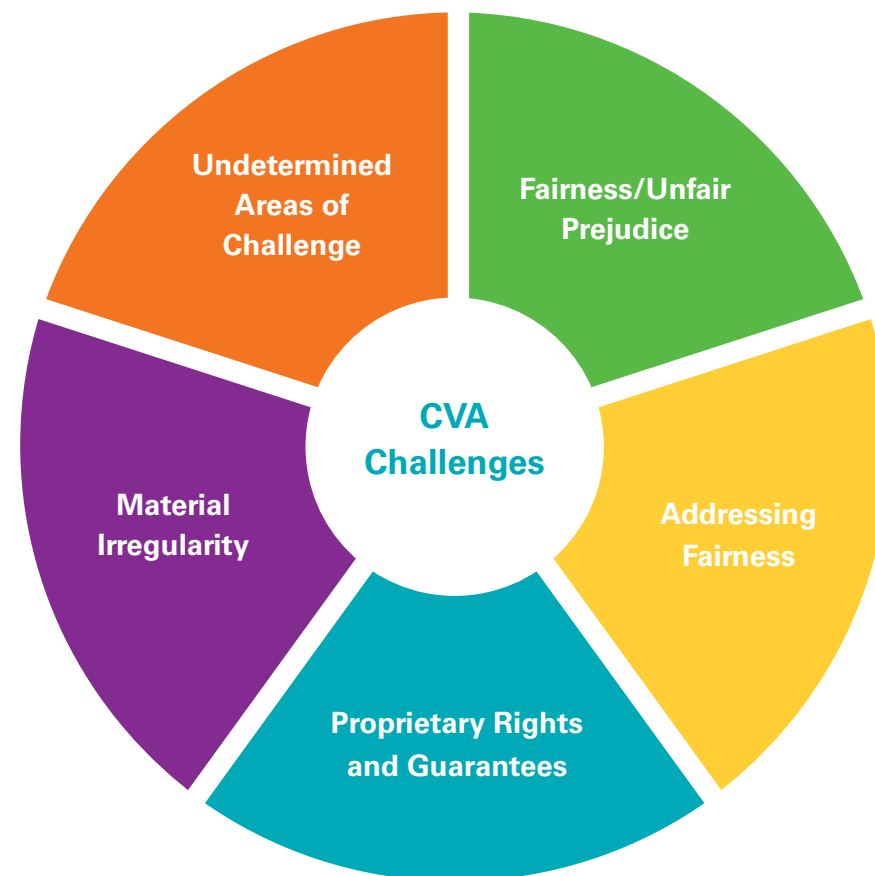 Undetermined
Areas of
Challenge
Fairness/Unfair
Prejudice
CVA
Challenges
Addressing
Fairness
Material
Irregularity
Proprietary Rights
and Guarantees